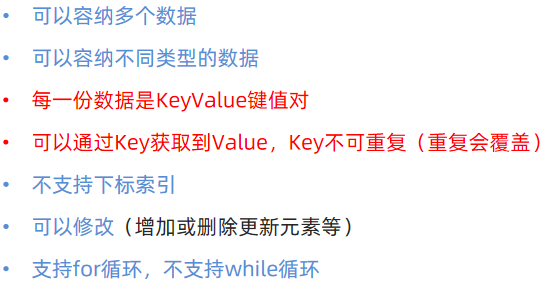 • 可以容纳多个数据
• 可以容纳不同类型的数据
• 每一份数据是KeyValue键值对
• 可以通过Key获取到Value，Key不可重复（重复会覆盖）
• 不支持下标索引
• 可以修改（增加或删除更新元素等）
• 支持for循环，不支持while循环